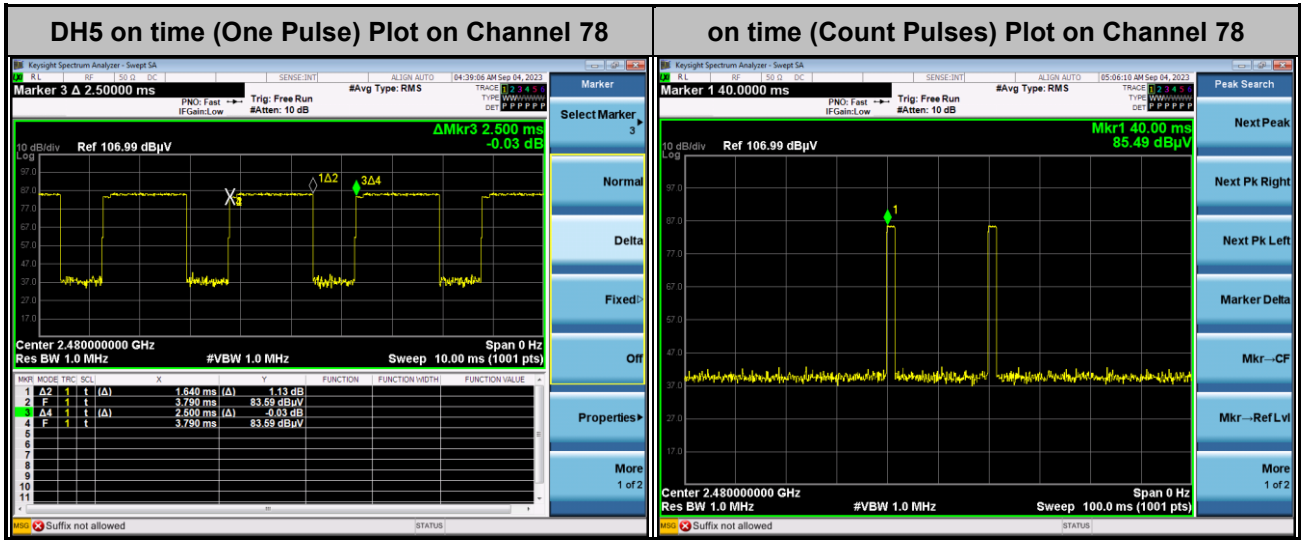 DH5 on time (One Pulse) Plot on Channel 78
Keysight Spectrum Analyzer - Swept SA
RL RF 50 Ω DC SENSE:INT ALIGN AUTO 04:39:06 AM Sep 04, 2023
Marker 3 Δ 2.50000 ms
PNO: Fast
IFGain:Low
Trig: Free Run
#Atten: 10 dB
#Avg Type: RMS
TRACE 1 2 3 4 5 6
TYPE WWWWWW
DET P P P P P P
ΔMkr3 2.500 ms
-0.03 dB
10 dB/div Ref 106.99 dBµV
Log
97.0
87.0
77.0
67.0
57.0
47.0
37.0
27.0
17.0
X
1Δ2
3Δ4
Center 2.480000000 GHz Span 0 Hz
Res BW 1.0 MHz #VBW 1.0 MHz Sweep 10.00 ms (1001 pts)
MKR MODE TRC SCL X Y FUNCTION FUNCTION WIDTH FUNCTION VALUE
1 Δ2 1 t (Δ) 1.640 ms (Δ) 1.13 dB
2 F 1 t 3.790 ms 83.59 dBµV
3 Δ4 1 t (Δ) 2.500 ms (Δ) -0.03 dB
4 F 1 t 3.790 ms 83.59 dBµV
5
6
7
8
9
10
11
MSG Suffix not allowed STATUS
Marker
Select Marker
3
Normal
Delta
Fixed
Off
Properties
More
1 of 2
on time (Count Pulses) Plot on Channel 78
Keysight Spectrum Analyzer - Swept SA
RL RF 50 Ω DC SENSE:INT ALIGN AUTO 05:06:10 AM Sep 04, 2023
Marker 1 40.0000 ms
PNO: Fast
IFGain:Low
Trig: Free Run
#Atten: 10 dB
#Avg Type: RMS
TRACE 1 2 3 4 5 6
TYPE WWWWWW
DET P P P P P P
Mkr1 40.00 ms
85.49 dBµV
10 dB/div Ref 106.99 dBµV
Log
97.0
87.0
77.0
67.0
57.0
47.0
37.0
27.0
17.0
1
Center 2.480000000 GHz Span 0 Hz
Res BW 1.0 MHz #VBW 1.0 MHz Sweep 100.0 ms (1001 pts)
MSG Suffix not allowed STATUS
Peak Search
Next Peak
Next Pk Right
Next Pk Left
Marker Delta
Mkr→CF
Mkr→Ref Lvl
More
1 of 2